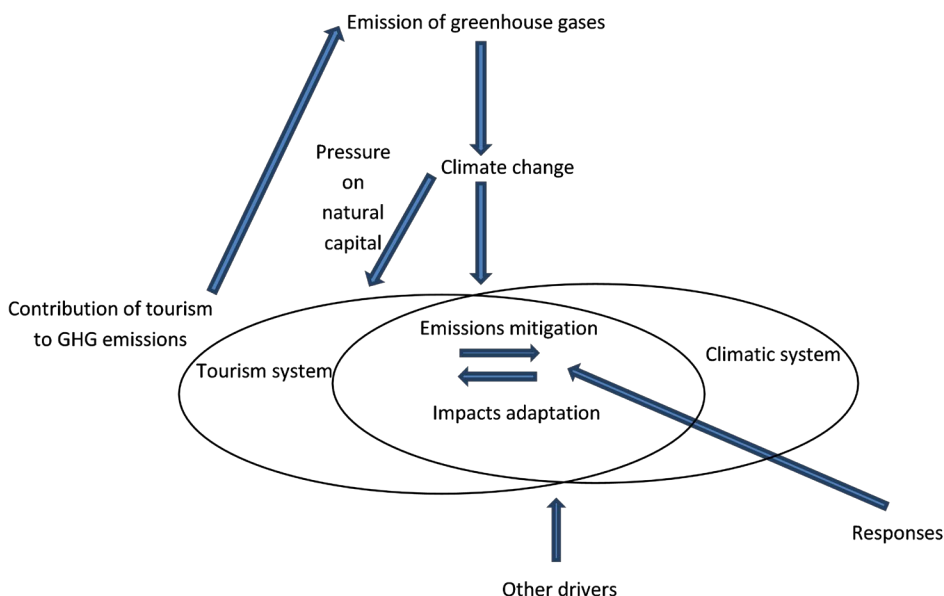 Emission of greenhouse gases
Pressure
on
natural
capital
Climate change
Contribution of tourism
to GHG emissions
Emissions mitigation
Tourism system
Climatic system
Impacts adaptation
Responses
Other drivers